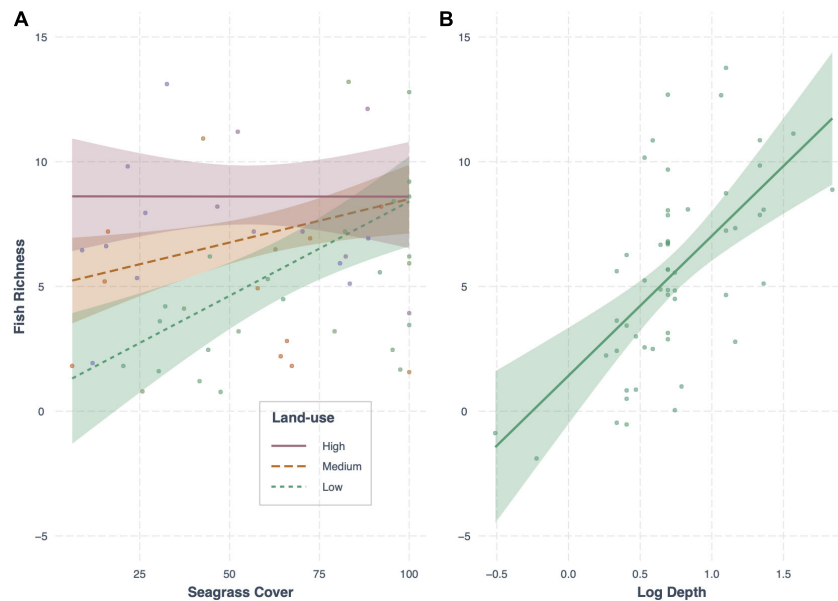 A
B
15
10
5
0
−5
Fish Richness
Land-use
High
Medium
Low
25
50
75
100
Seagrass Cover
15
10
5
0
−5
−0.5
0.0
0.5
1.0
1.5
Log Depth